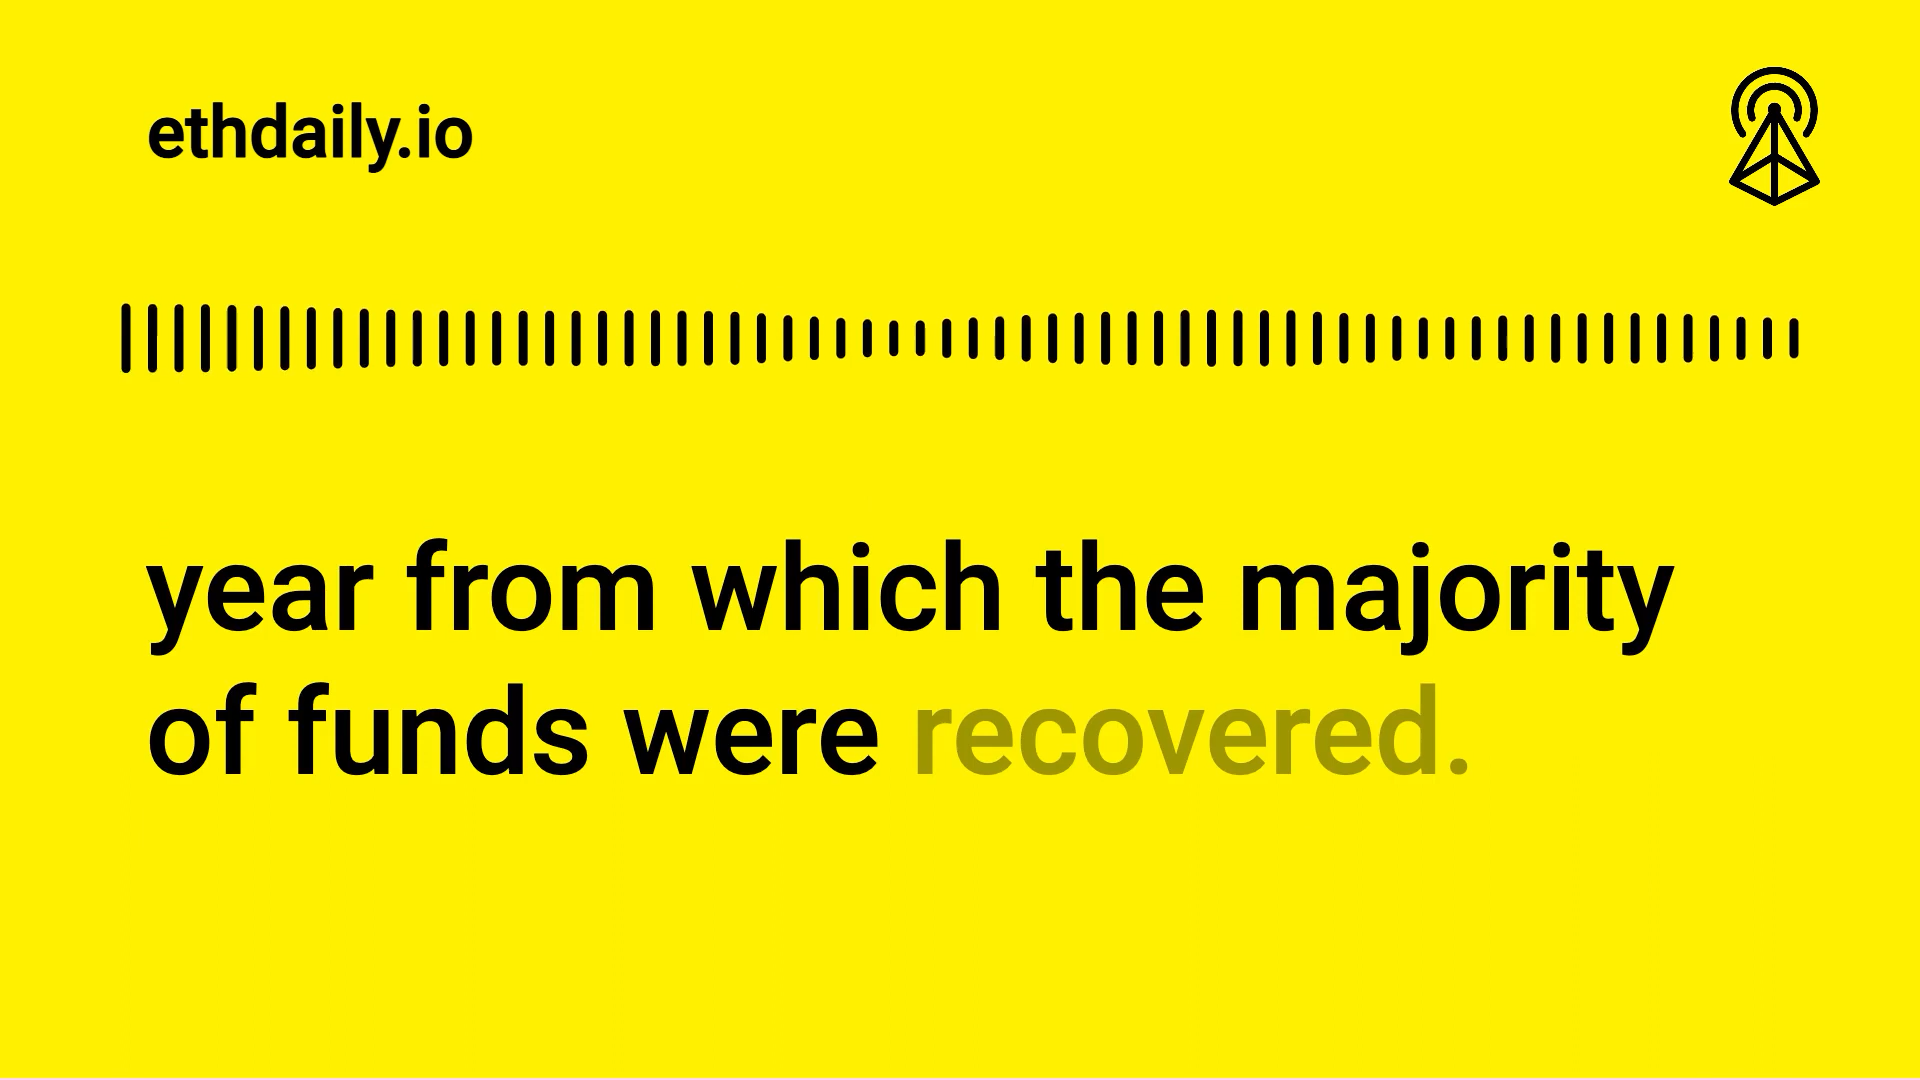 ethdaily.io
year from which the majority
of funds were recovered.